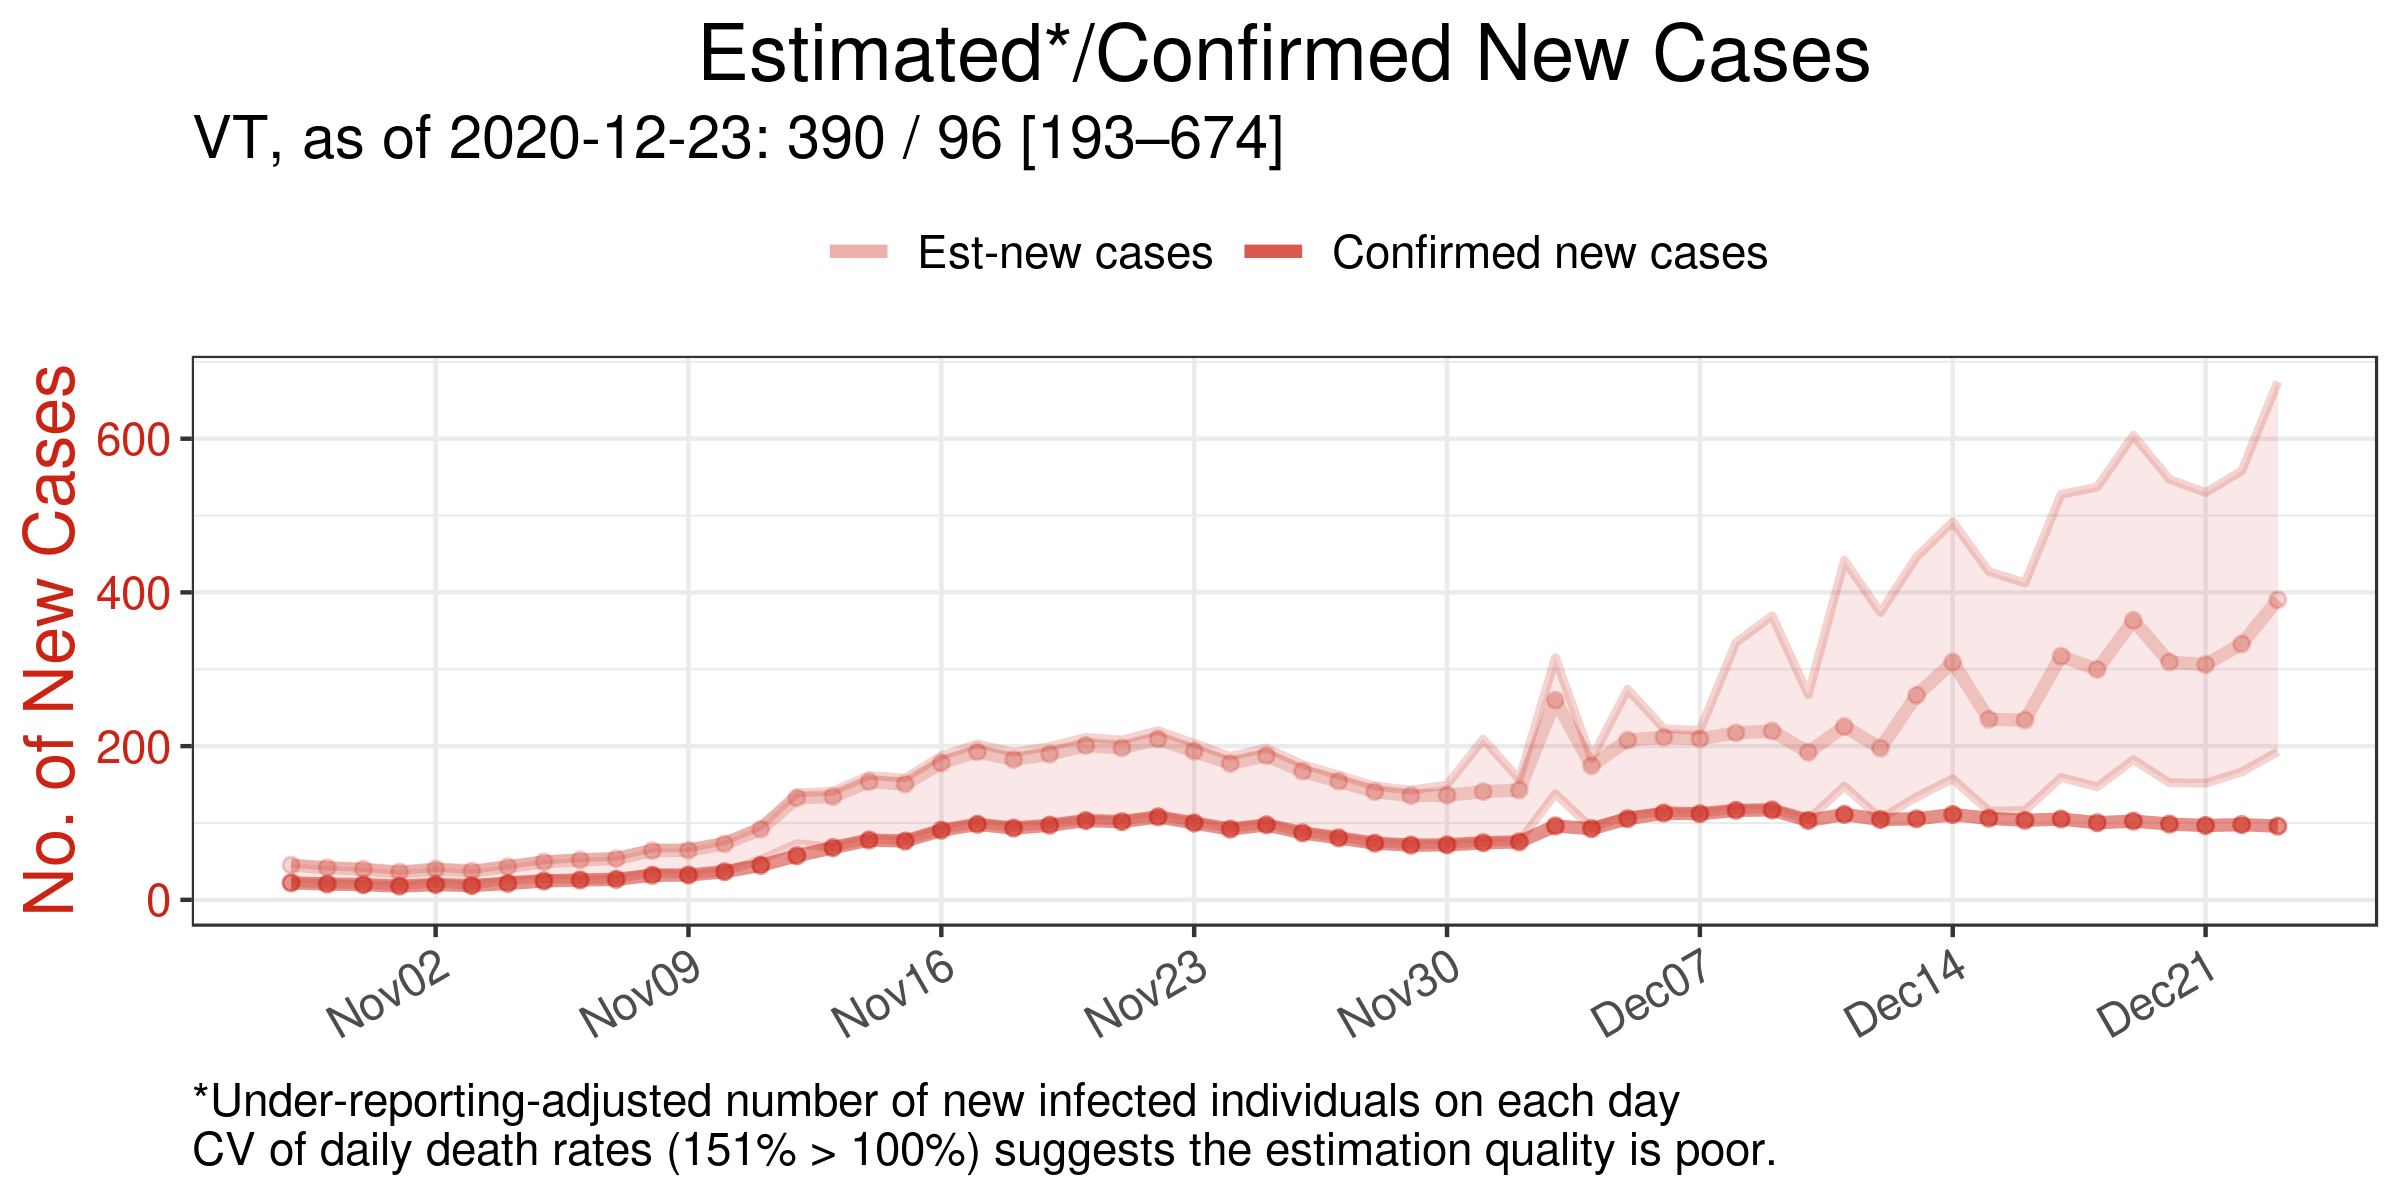 Estimated*/Confirmed New Cases
VT, as of 2020-12-23: 390 / 96 [193–674]
Est-new cases
Confirmed new cases
No. of New Cases
600
400
200
0
Nov02
Nov09
Nov16
Nov23
Nov30
Dec07
Dec14
Dec21
*Under-reporting-adjusted number of new infected individuals on each day
CV of daily death rates (151% > 100%) suggests the estimation quality is poor.